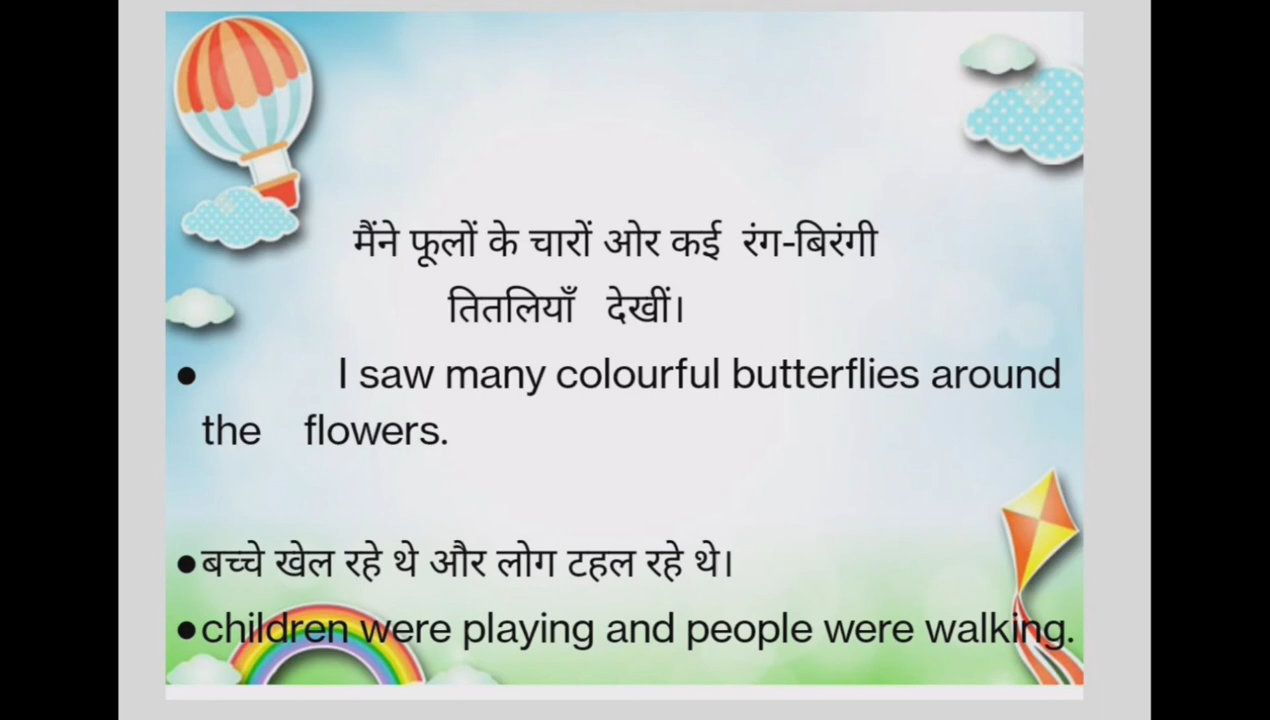 मैंने फूलों के चारों ओर कई रंग-बिरंगी
तितलियाँ देखीं।
● I saw many colourful butterflies around
the flowers.
●बच्चे खेल रहे थे और लोग टहल रहे थे।
●children were playing and people were walking.